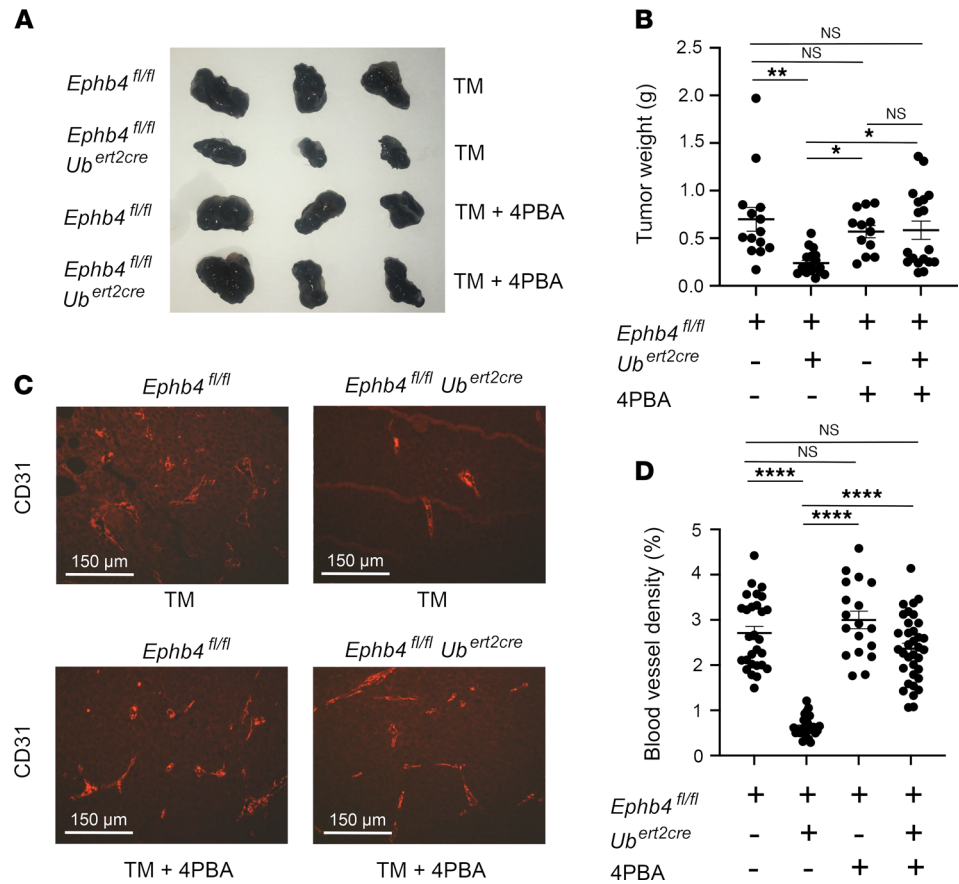 A
Ephb4 fl/fl
TM
Ephb4 fl/fl
Ub ert2cre
TM
Ephb4 fl/fl
TM + 4PBA
Ephb4 fl/fl
Ub ert2cre
TM + 4PBA
B
NS
NS
**
NS
*
*
Tumor weight (g)
2.5
2.0
1.5
1.0
0.5
0.0
Ephb4 fl/fl + + + +
Ub ert2cre - + - +
4PBA - - + +
C
Ephb4 fl/fl
Ephb4 fl/fl Ub ert2cre
CD31
150 µm
150 µm
TM
TM
Ephb4 fl/fl
Ephb4 fl/fl Ub ert2cre
CD31
150 µm
150 µm
TM + 4PBA
TM + 4PBA
D
NS
NS
****
****
****
Blood vessel density (%)
5
4
3
2
1
0
Ephb4 fl/fl + + + +
Ub ert2cre - + - +
4PBA - - + +